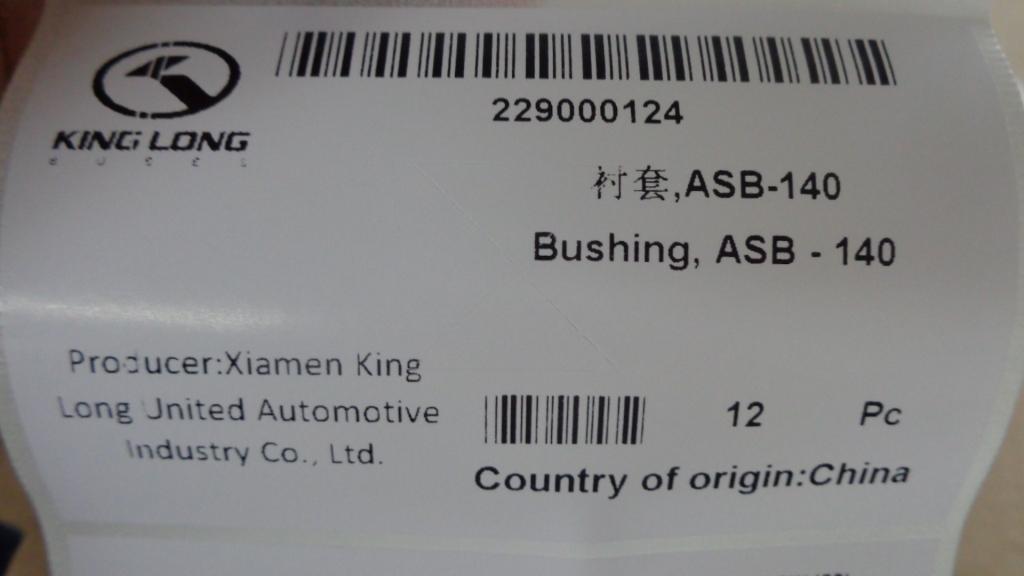 KING LONG
229000124
衬套,ASB-140
Bushing, ASB - 140
Producer:Xiamen King
Long United Automotive
Industry Co., Ltd.
12 Pc
Country of origin:China